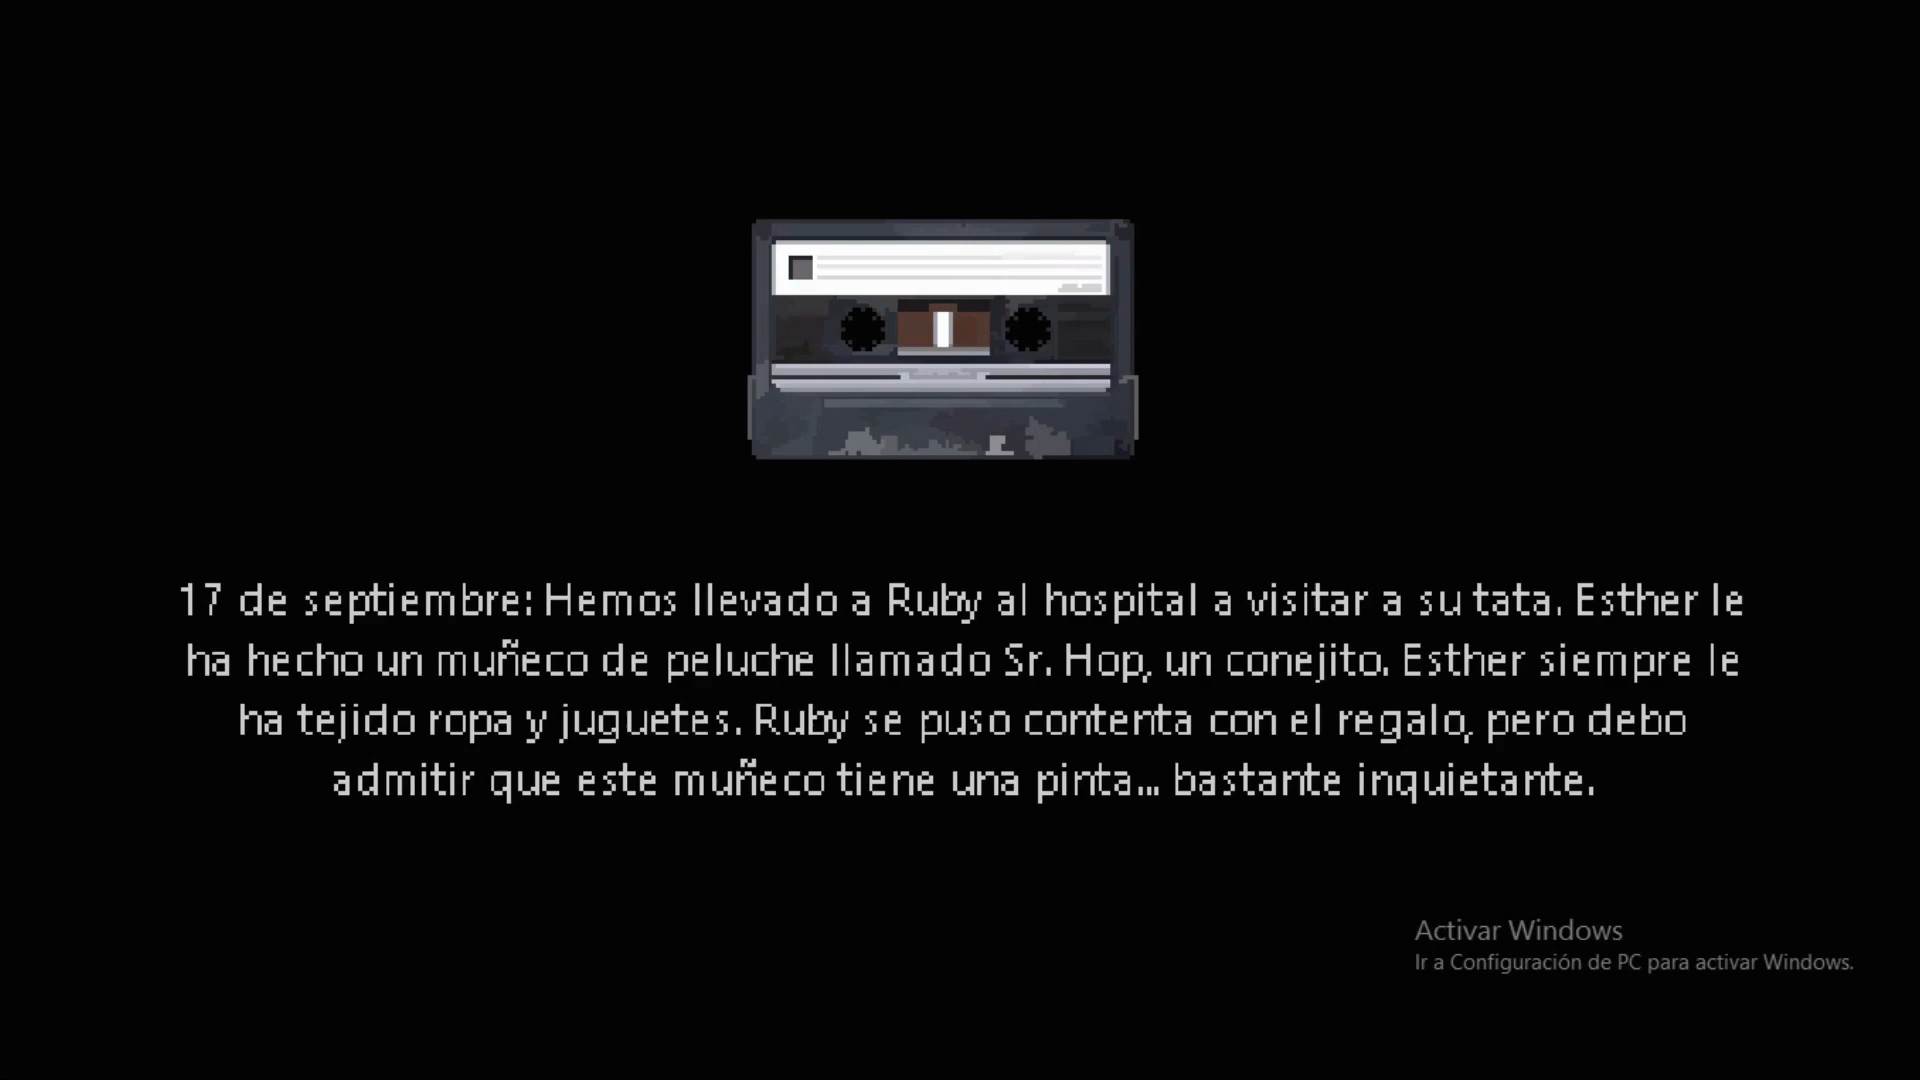 17 de septiembre: Hemos llevado a Ruby al hospital a visitar a su tata. Esther le
ha hecho un muñeco de peluche llamado Sr. Hop, un conejito. Esther siempre le
ha tejido ropa y juguetes. Ruby se puso contenta con el regalo, pero debo
admitir que este muñeco tiene una pinta... bastante inquietante.
Activar Windows
Ir a Configuración de PC para activar Windows.